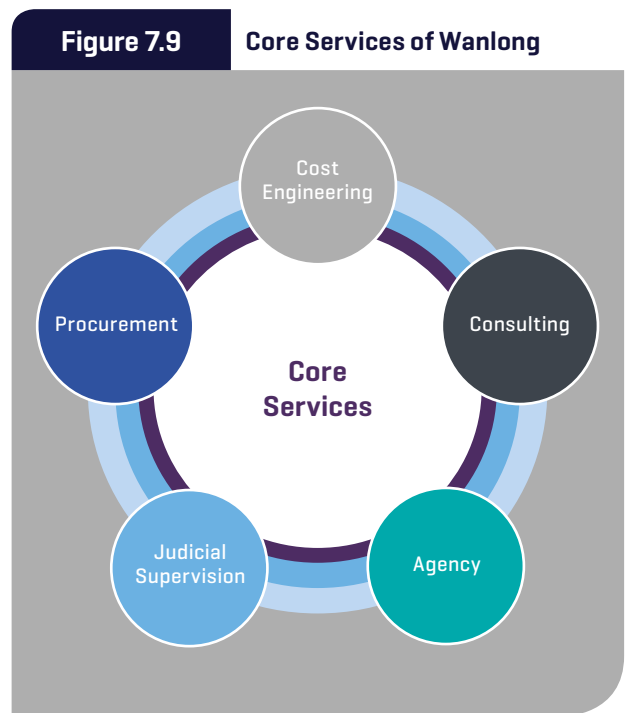 Figure 7.9
Core Services of Wanlong
Cost
Engineering
Procurement
Consulting
Core
Services
Judicial
Supervision
Agency